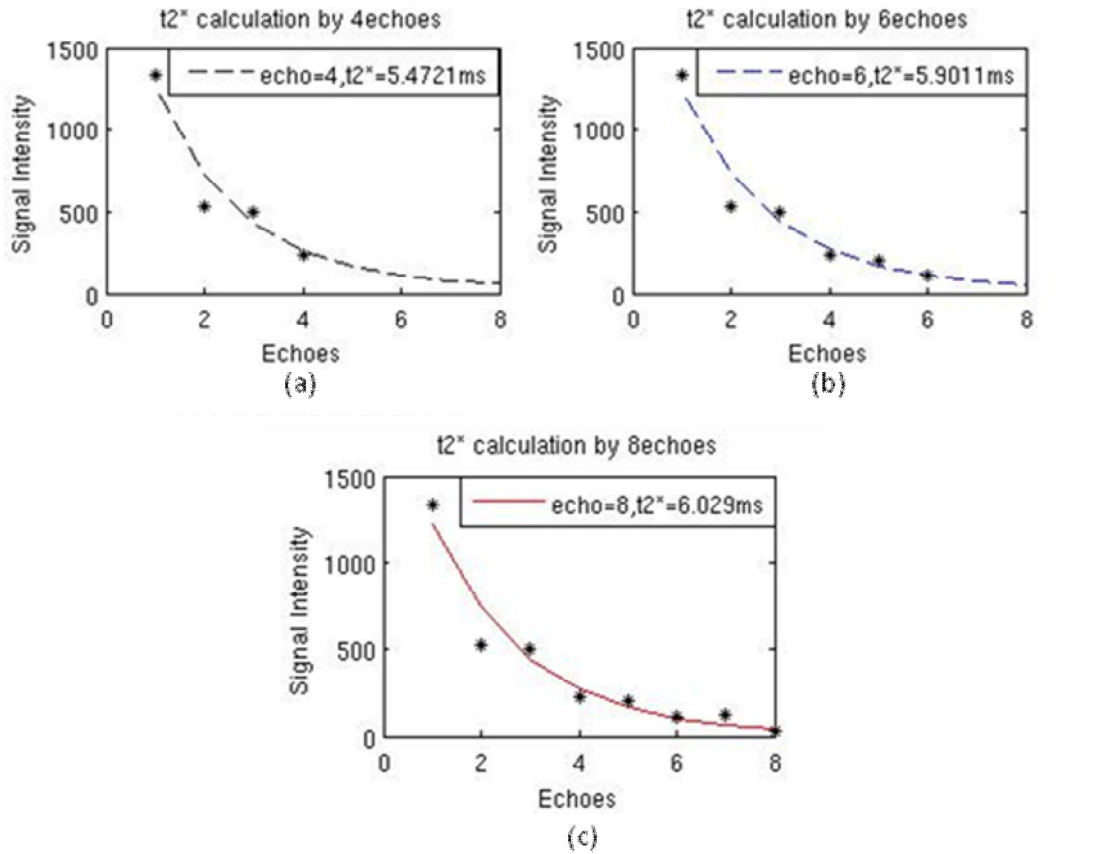 t2* calculation by 4echoes
1500
1000
500
0
echo=4,t2*=5.4721ms
Signal Intensity
0 2 4 6 8
Echoes
(a)
t2* calculation by 6echoes
1500
1000
500
0
echo=6,t2*=5.9011ms
Signal Intensity
0 2 4 6 8
Echoes
(b)
t2* calculation by 8echoes
1500
1000
500
0
echo=8,t2*=6.029ms
Signal Intensity
0 2 4 6 8
Echoes
(c)